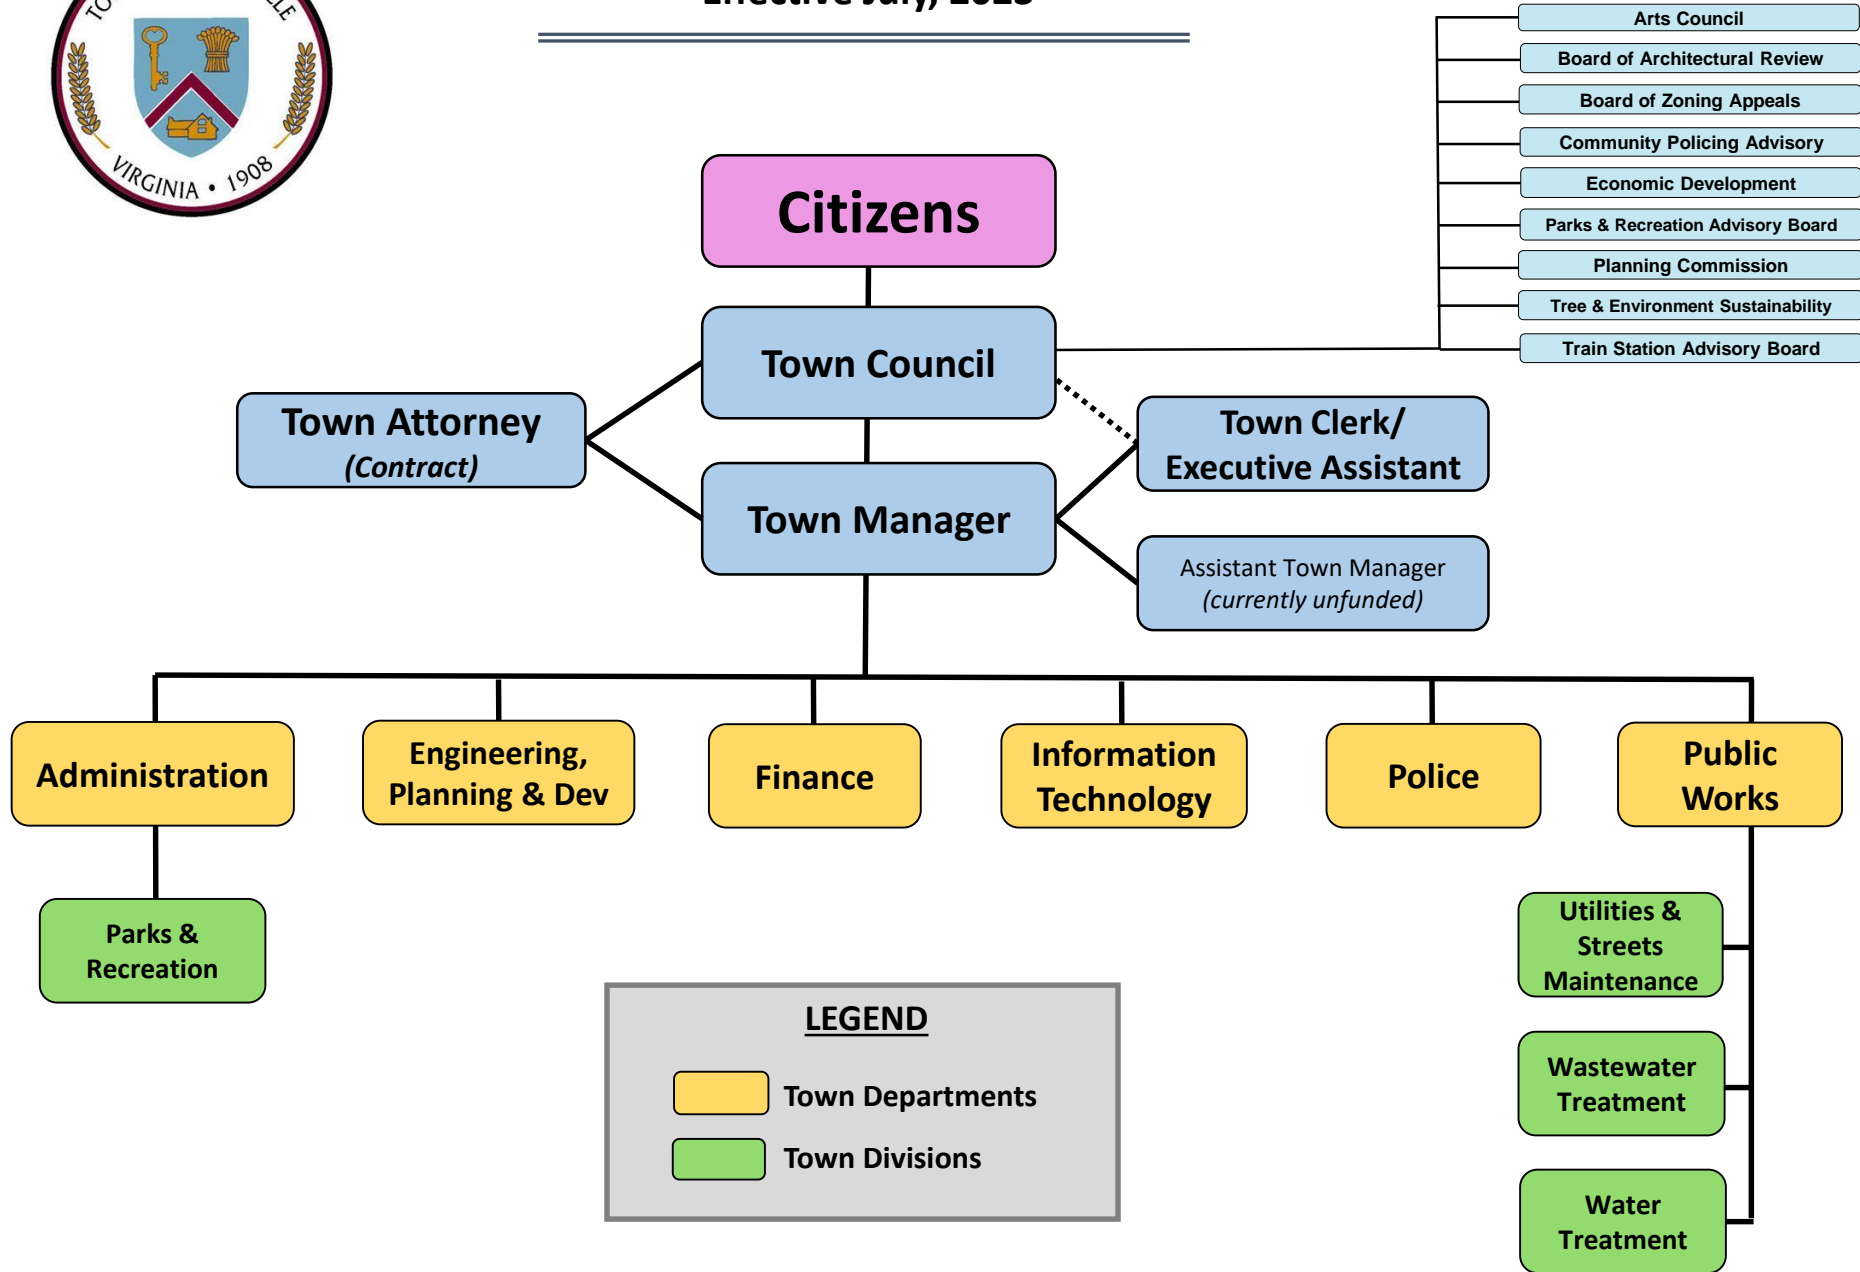 Effective July,
VIRGINIA • 1908
Arts Council
Board of Architectural Review
Board of Zoning Appeals
Community Policing Advisory
Economic Development
Parks & Recreation Advisory Board
Planning Commission
Tree & Environment Sustainability
Train Station Advisory Board
Citizens
Town Council
Town Attorney
(Contract)
Town Clerk/
Executive Assistant
Town Manager
Assistant Town Manager
(currently unfunded)
Administration
Engineering,
Planning & Dev
Finance
Information
Technology
Police
Public
Works
Parks &
Recreation
Utilities &
Streets
Maintenance
Wastewater
Treatment
Water
Treatment
LEGEND
Town Departments
Town Divisions